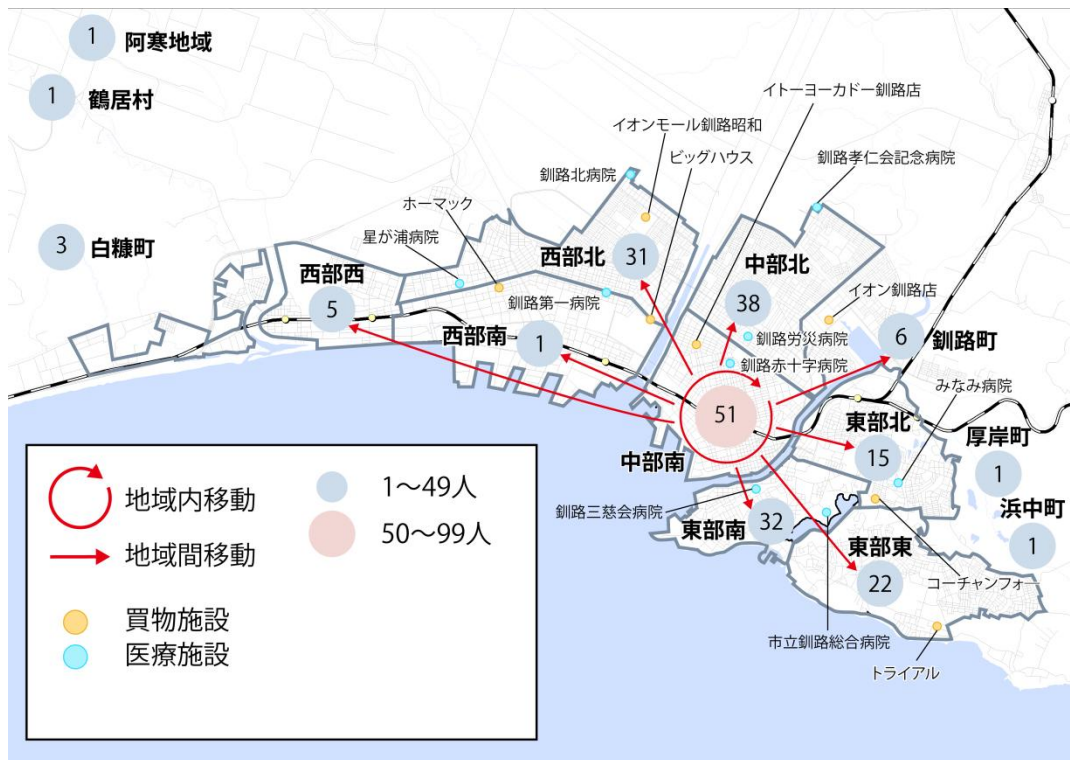 1
阿寒地域
1
鶴居村
イトーヨーカドー釧路店
イオンモール釧路昭和
ビッグハウス
釧路孝仁会記念病院
釧路北病院
ホーマック
星が浦病院
3
白糠町
西部北
31
中部北
38
西部西
5
釧路第一病院
イオン釧路店
西部南
1
釧路労災病院
釧路赤十字病院
6
釧路町
みなみ病院
51
東部北
15
厚岸町
1
中部南
浜中町
1
釧路三慈会病院
東部南
32
東部東
22
コーチャンフォー
市立釧路総合病院
トライアル
地域内移動
地域間移動
1~49人
50~99人
買物施設
医療施設